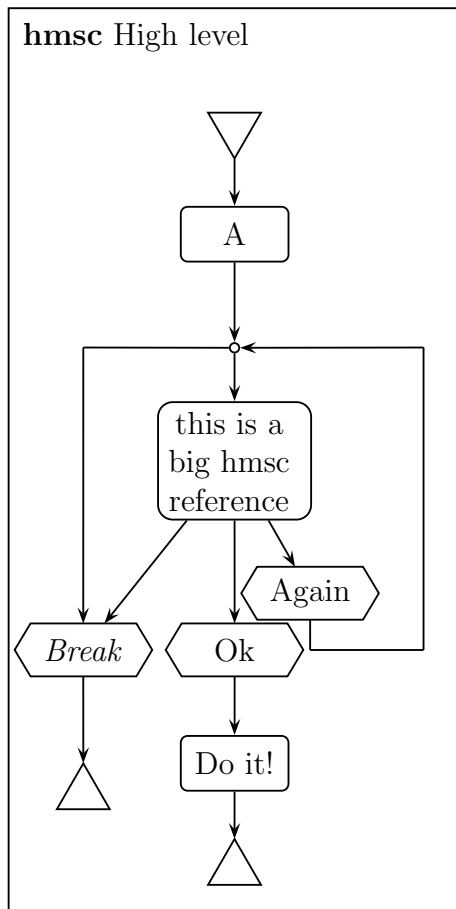 hmsc High level
A
this is a
big hmsc
reference
Again
Break
Ok
Do it!